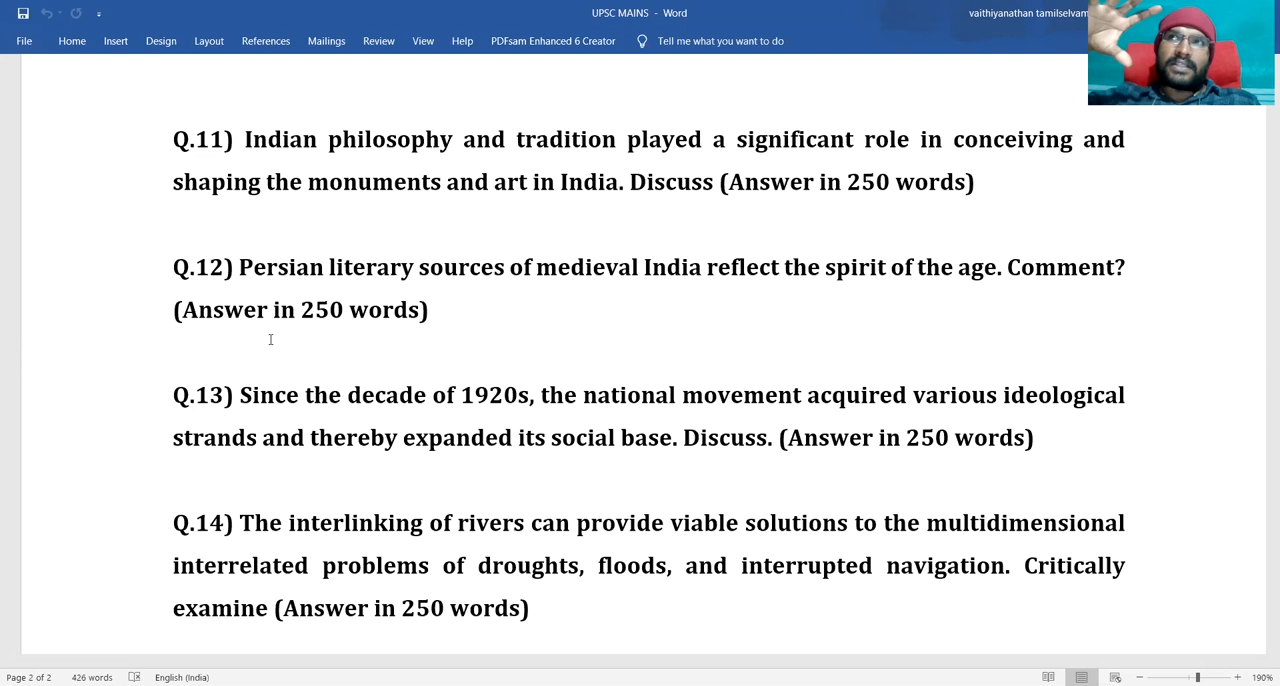 UPSC MAINS - Word
vaithiyanathan tamilselvam
File Home Insert Design Layout References Mailings Review View Help PDFsam Enhanced 6 Creator Tell me what you want to do
Q.11) Indian philosophy and tradition played a significant role in conceiving and
shaping the monuments and art in India. Discuss (Answer in 250 words)
Q.12) Persian literary sources of medieval India reflect the spirit of the age. Comment?
(Answer in 250 words)
Q.13) Since the decade of 1920s, the national movement acquired various ideological
strands and thereby expanded its social base. Discuss. (Answer in 250 words)
Q.14) The interlinking of rivers can provide viable solutions to the multidimensional
interrelated problems of droughts, floods, and interrupted navigation. Critically
examine (Answer in 250 words)
Page 2 of 2 426 words English (India) 190%